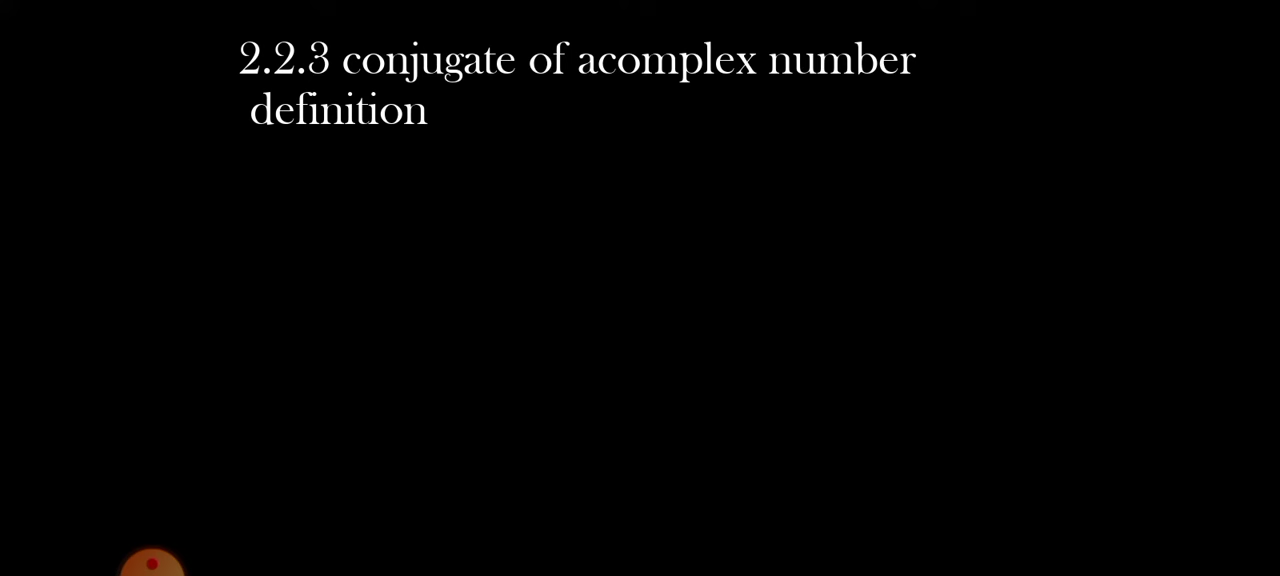 2.2.3 conjugate of acomplex number
definition